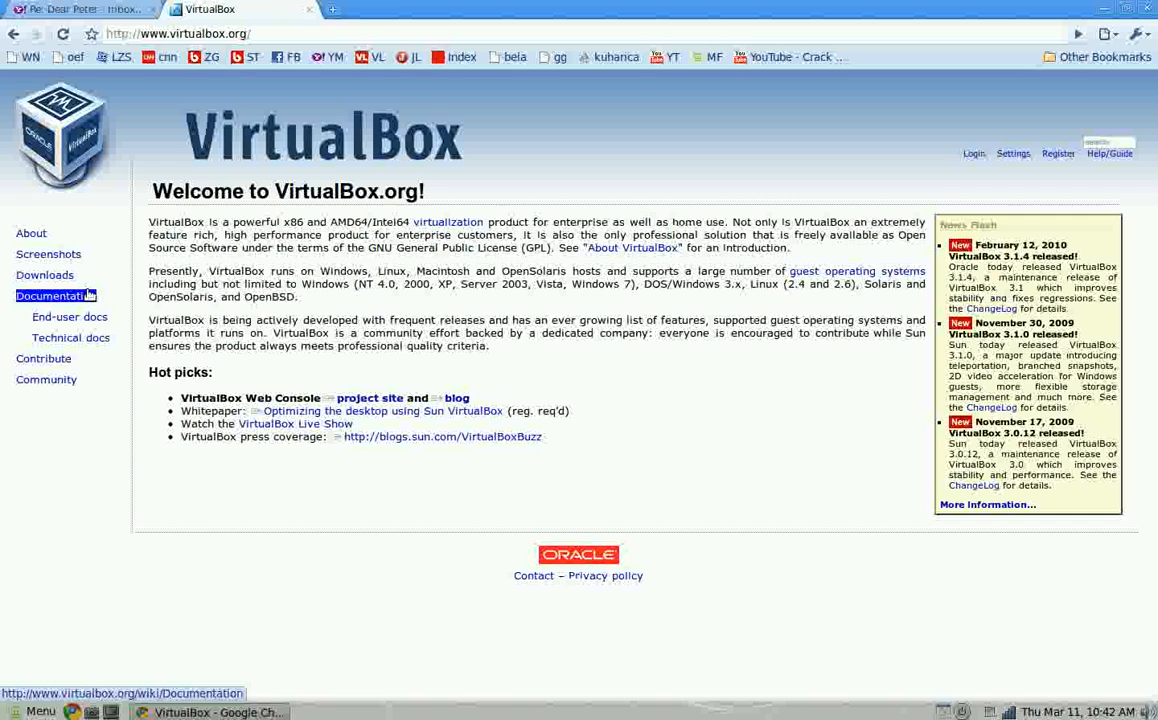 Re: Dear Peter - Inbox...
VirtualBox
http://www.virtualbox.org/
WN oef LZS cnn ZG ST FB YM VL JL Index bela gg kuharica YT MF YouTube - Crack ... Other Bookmarks
ORACLE
VirtualBox
VirtualBox
Login Settings Register Help/Guide
Welcome to VirtualBox.org!
About
Screenshots
Downloads
End-user docs
Technical docs
Contribute
Community
VirtualBox is a powerful x86 and AMD64/Intel64 virtualization product for enterprise as well as home use. Not only is VirtualBox an extremely
feature rich, high performance product for enterprise customers, it is also the only professional solution that is freely available as Open
Source Software under the terms of the GNU General Public License (GPL). See "About VirtualBox" for an introduction.
Presently, VirtualBox runs on Windows, Linux, Macintosh and OpenSolaris hosts and supports a large number of guest operating systems
including but not limited to Windows (NT 4.0, 2000, XP, Server 2003, Vista, Windows 7), DOS/Windows 3.x, Linux (2.4 and 2.6), Solaris and
OpenSolaris, and OpenBSD.
VirtualBox is being actively developed with frequent releases and has an ever growing list of features, supported guest operating systems and
platforms it runs on. VirtualBox is a community effort backed by a dedicated company: everyone is encouraged to contribute while Sun
ensures the product always meets professional quality criteria.
Hot picks:
VirtualBox Web Console project site and blog
Whitepaper: Optimizing the desktop using Sun VirtualBox (reg. req'd)
Watch the VirtualBox Live Show
VirtualBox press coverage: http://blogs.sun.com/VirtualBoxBuzz
News Flash
New February 12, 2010
VirtualBox 3.1.4 released!
Oracle today released VirtualBox
3.1.4, a maintenance release of
VirtualBox 3.1 which improves
stability and fixes regressions. See
the ChangeLog for details.
New November 30, 2009
VirtualBox 3.1.0 released!
Sun today released VirtualBox
3.1.0, a major update introducing
teleportation, branched snapshots,
2D video acceleration for Windows
guests, more flexible storage
management and much more. See
the ChangeLog for details.
New November 17, 2009
VirtualBox 3.0.12 released!
Sun today released VirtualBox
3.0.12, a maintenance release of
VirtualBox 3.0 which improves
stability and performance. See the
ChangeLog for details.
More information...
ORACLE
Contact – Privacy policy
http://www.virtualbox.org/wiki/Documentation
Menu VirtualBox - Google Ch... Thu Mar 11, 10:42 AM